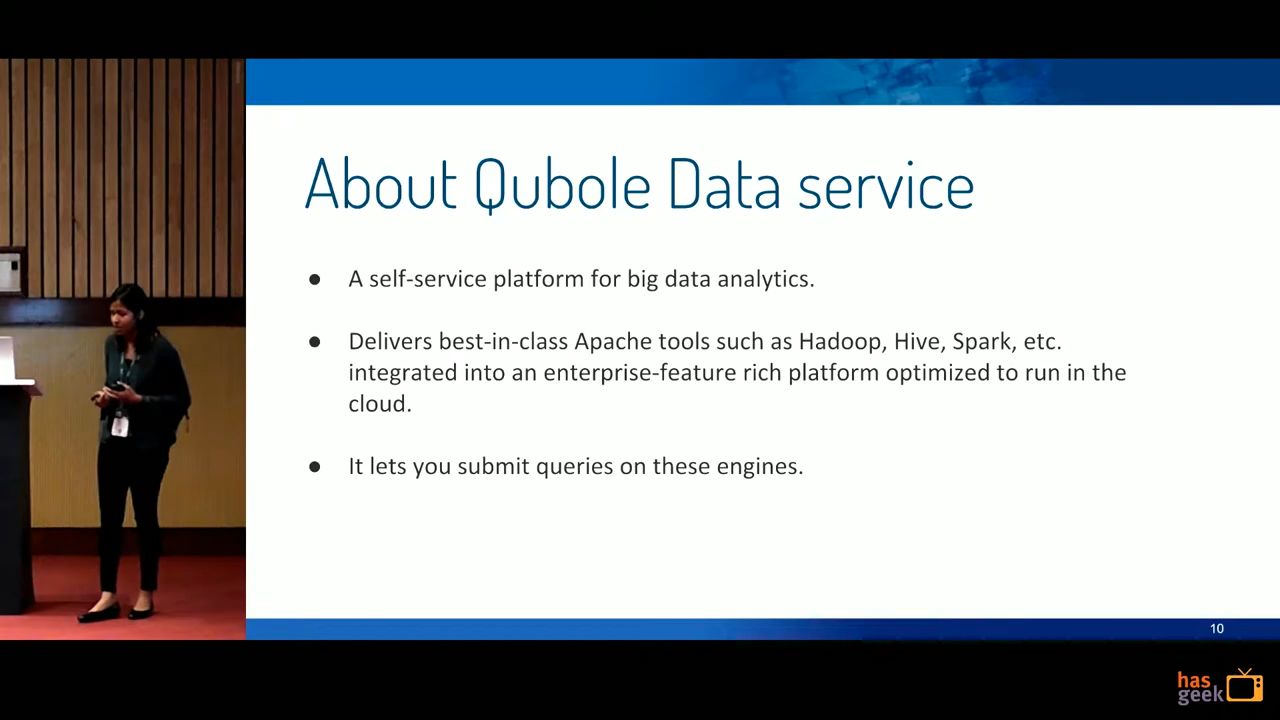 About Qubole Data service
● A self-service platform for big data analytics.
● Delivers best-in-class Apache tools such as Hadoop, Hive, Spark, etc.
integrated into an enterprise-feature rich platform optimized to run in the
cloud.
● It lets you submit queries on these engines.
10
has
geek